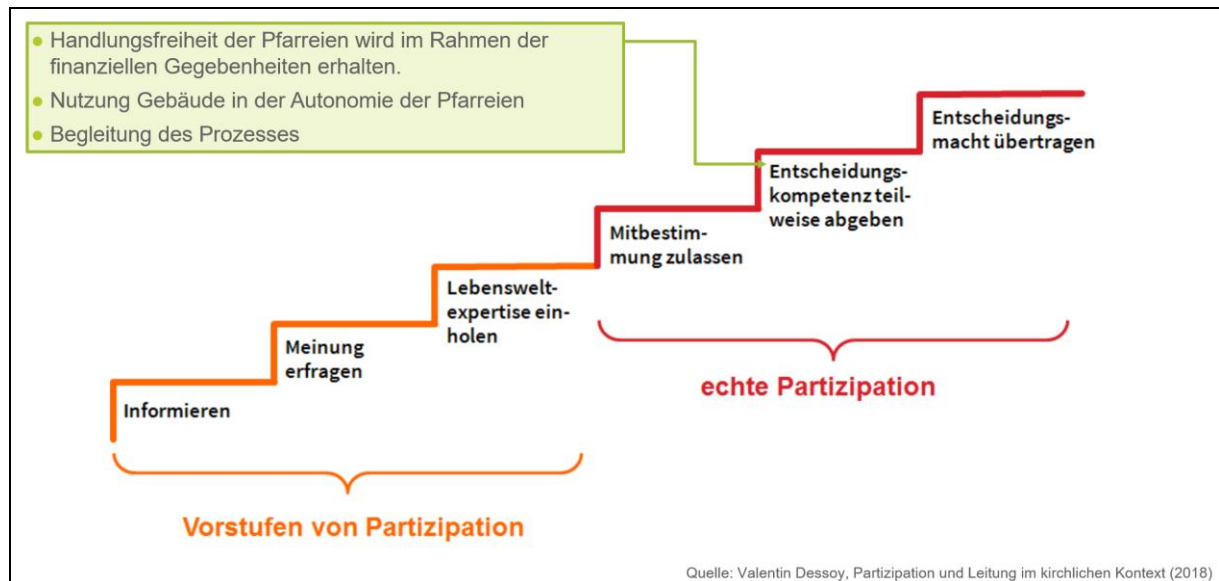 ● Handlungsfreiheit der Pfarreien wird im Rahmen der
finanziellen Gegebenheiten erhalten.
● Nutzung Gebäude in der Autonomie der Pfarreien
● Begleitung des Prozesses
Entscheidungs-
macht übertragen
Entscheidungs-
kompetenz teil-
weise abgeben
Mitbestim-
mung zulassen
Lebenswelt-
expertise ein-
holen
Meinung
erfragen
Informieren
echte Partizipation
Vorstufen von Partizipation
Quelle: Valentin Dessoy, Partizipation und Leitung im kirchlichen Kontext (2018)